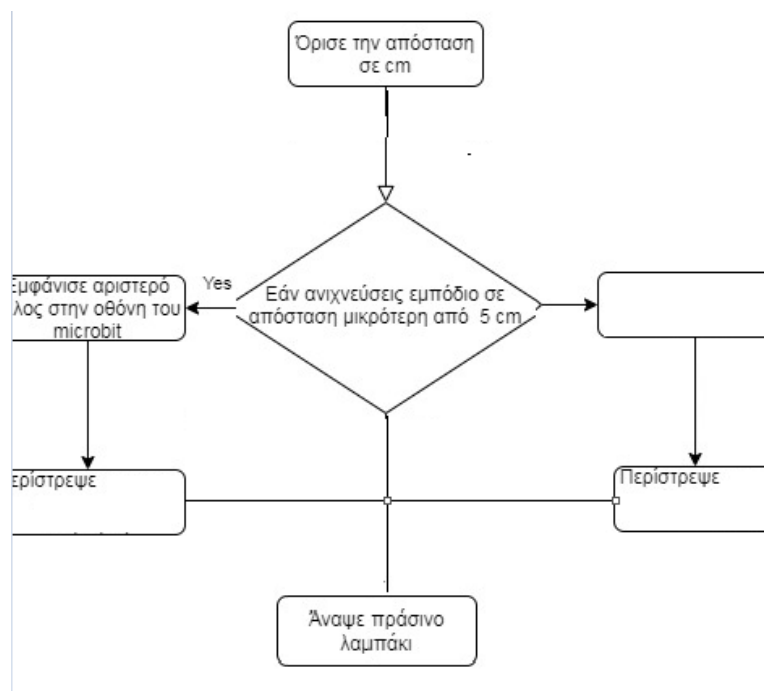 Όρισε την απόσταση
σε cm
Yes
Εμφάνισε αριστερό
λος στην οθόνη του
microbit
Εάν ανιχνεύσεις εμπόδιο σε
απόσταση μικρότερη από 5 cm
ερίστρεψε
Περίστρεψε
Άναψε πράσινο
λαμπάκι